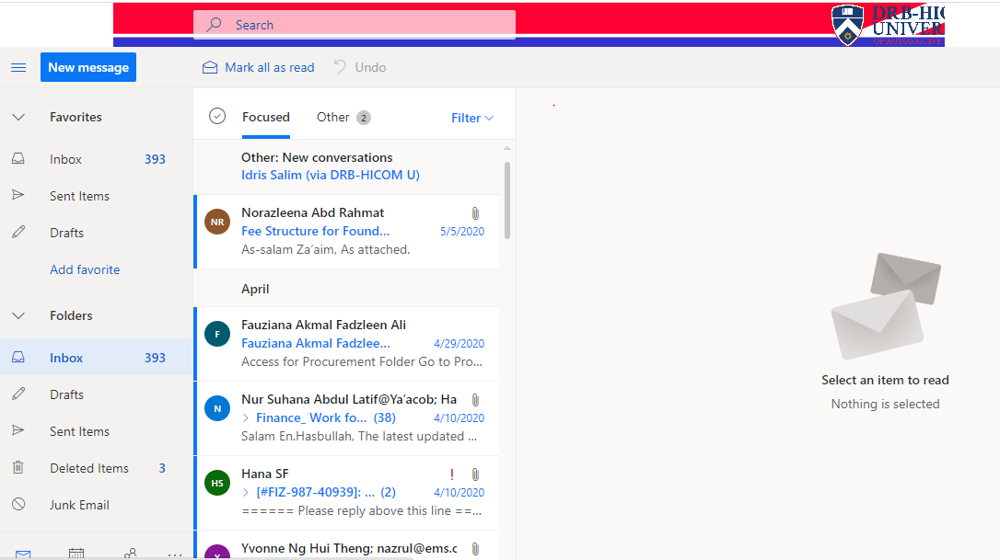 Search
DRB-HIC
UNIVER
OF AUTOMOTIVE
New message
Mark all as read
Undo
Favorites
Inbox 393
Sent Items
Drafts
Add favorite
Folders
Inbox 393
Drafts
Sent Items
Deleted Items 3
Junk Email
Focused
Other 2
Filter
Other: New conversations
Idris Salim (via DRB-HICOM U)
NR
Norazleena Abd Rahmat
Fee Structure for Found... 5/5/2020
As-salam Za’aim, As attached.
April
F
Fauziana Akmal Fadzleen Ali
Fauziana Akmal Fadzlee... 4/29/2020
Access for Procurement Folder Go to Pro...
N
Nur Suhana Abdul Latif@Ya’acob; Ha
Finance_ Work fo... (38) 4/10/2020
Salam En.Hasbullah, The latest updated ...
HS
Hana SF !
[#FIZ-987-40939]: ... (2) 4/10/2020
====== Please reply above this line ==...
Y
Yvonne Ng Hui Theng; nazrul@ems.c
Select an item to read
Nothing is selected